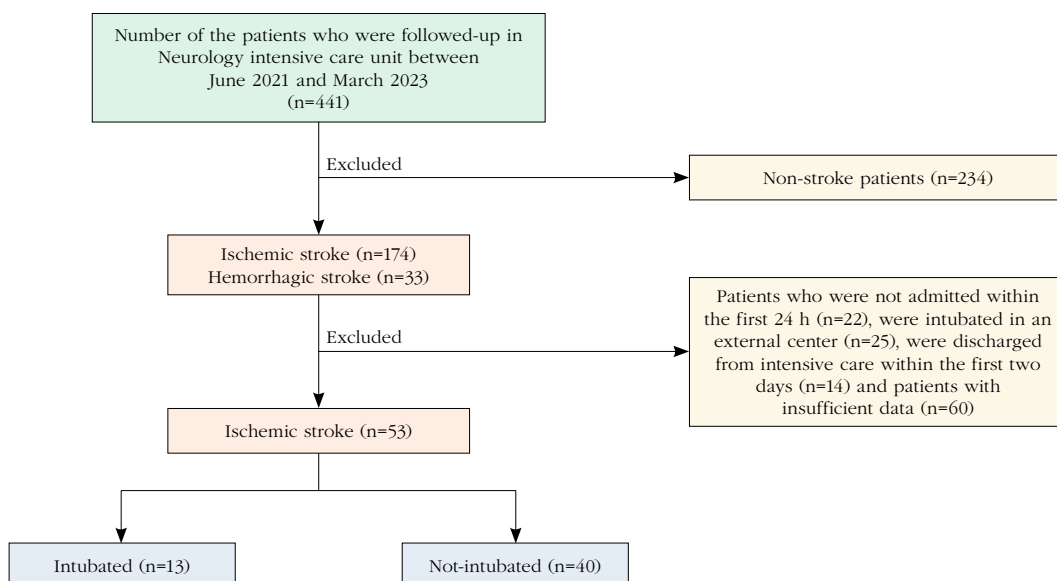 Number of the patients who were followed-up in
Neurology intensive care unit between
June 2021 and March 2023
(n=441)
Excluded
Non-stroke patients (n=234)
Ischemic stroke (n=174)
Hemorrhagic stroke (n=33)
Excluded
Patients who were not admitted within
the first 24 h (n=22), were intubated in an
external center (n=25), were discharged
from intensive care within the first two
days (n=14) and patients with
insufficient data (n=60)
Ischemic stroke (n=53)
Intubated (n=13)
Not-intubated (n=40)